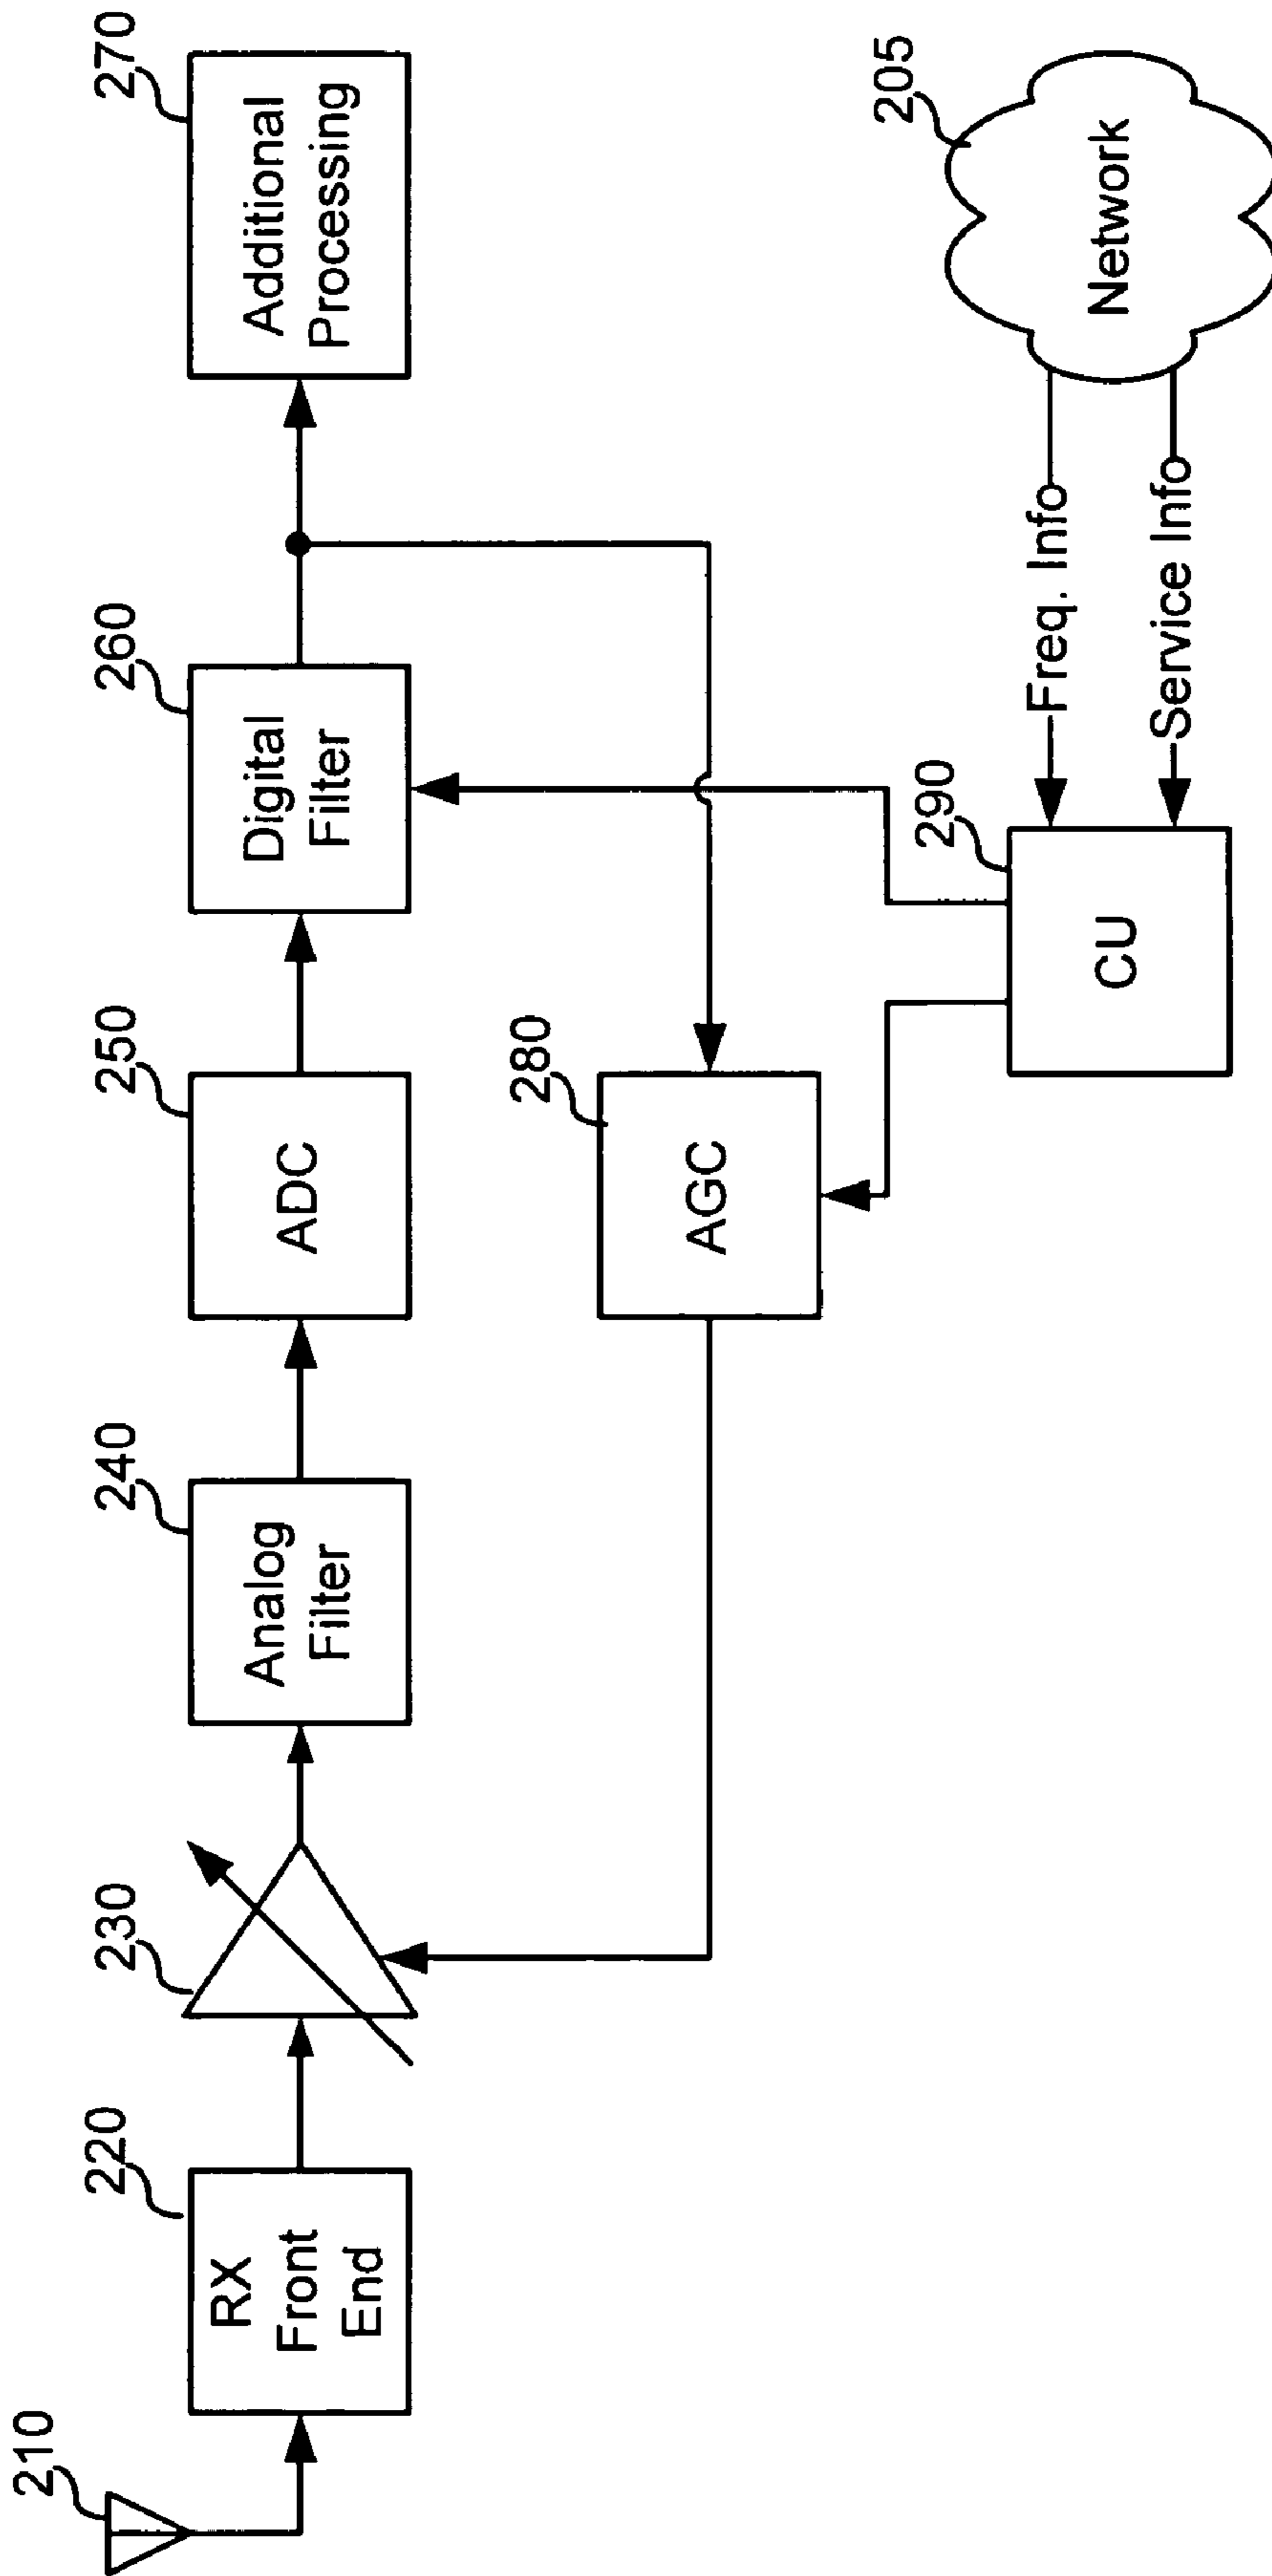 210
220
RX
Front
End
230
240
Analog
Filter
250
ADC
260
Digital
Filter
270
Additional
Processing
280
AGC
290
CU
Freq. Info
Service Info
205
Network